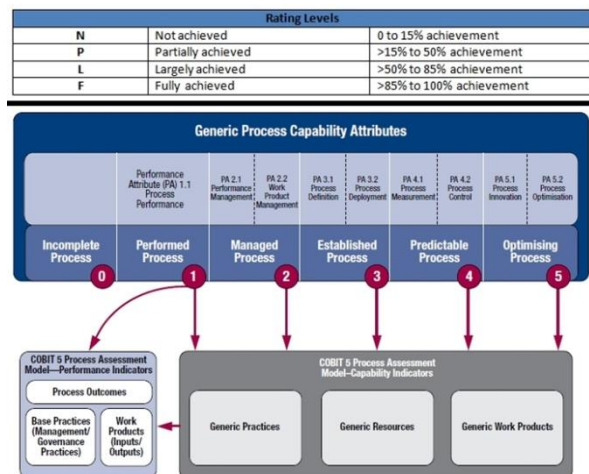 Rating Levels
N Not achieved 0 to 15% achievement
P Partially achieved >15% to 50% achievement
L Largely achieved >50% to 85% achievement
F Fully achieved >85% to 100% achievement
Generic Process Capability Attributes
Performance
Attribute (PA) 1.1
Process
Performance
PA 2.1
Performance
Management
PA 2.2
Work
Product
Management
PA 3.1
Process
Definition
PA 3.2
Process
Deployment
PA 4.1
Process
Measurement
PA 4.2
Process
Control
PA 5.1
Process
Innovation
PA 5.2
Process
Optimisation
Incomplete
Process
0
Performed
Process
1
Managed
Process
2
Established
Process
3
Predictable
Process
4
Optimising
Process
5
COBIT 5 Process Assessment
Model—Performance Indicators
Process Outcomes
Base Practices
(Management/
Governance
Practices)
Work
Products
(Inputs/
Outputs)
COBIT 5 Process Assessment
Model–Capability Indicators
Generic Practices
Generic Resources
Generic Work Products